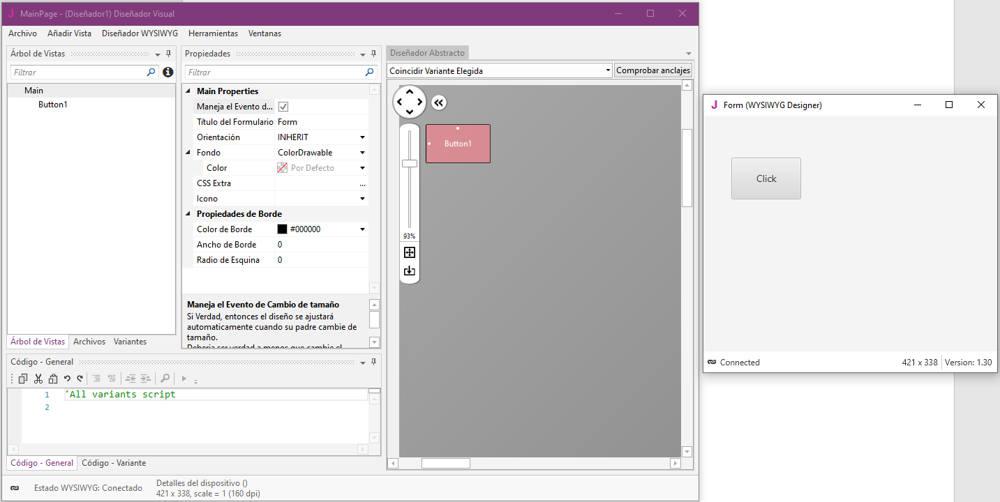 MainPage - (Diseñador1) Diseñador Visual
Archivo Añadir Vista Diseñador WYSIWYG Herramientas Ventanas
Árbol de Vistas
Filtrar
Main
Button1
Árbol de Vistas Archivos Variantes
Propiedades
Filtrar
Main Properties
Maneja el Evento d...
Título del Formulario Form
Orientación INHERIT
Fondo ColorDrawable
Color Por Defecto
CSS Extra ...
Icono
Propiedades de Borde
Color de Borde #000000
Ancho de Borde 0
Radio de Esquina 0
Maneja el Evento de Cambio de tamaño
Si Verdad, entonces el diseño se ajustará
automaticamente cuando su padre cambie de
tamaño.
Deberia ser verdad a menos que cambie el
Código - General
1 'All variants script
2
Código - General Código - Variante
Diseñador Abstracto
Coincidir Variante Elegida Comprobar anclajes
Button1
93%
Estado WYSIWYG: Conectado
Detalles del dispositivo ()
421 x 338, scale = 1 (160 dpi)
Form (WYSIWYG Designer)
Click
Connected 421 x 338 Version: 1.30